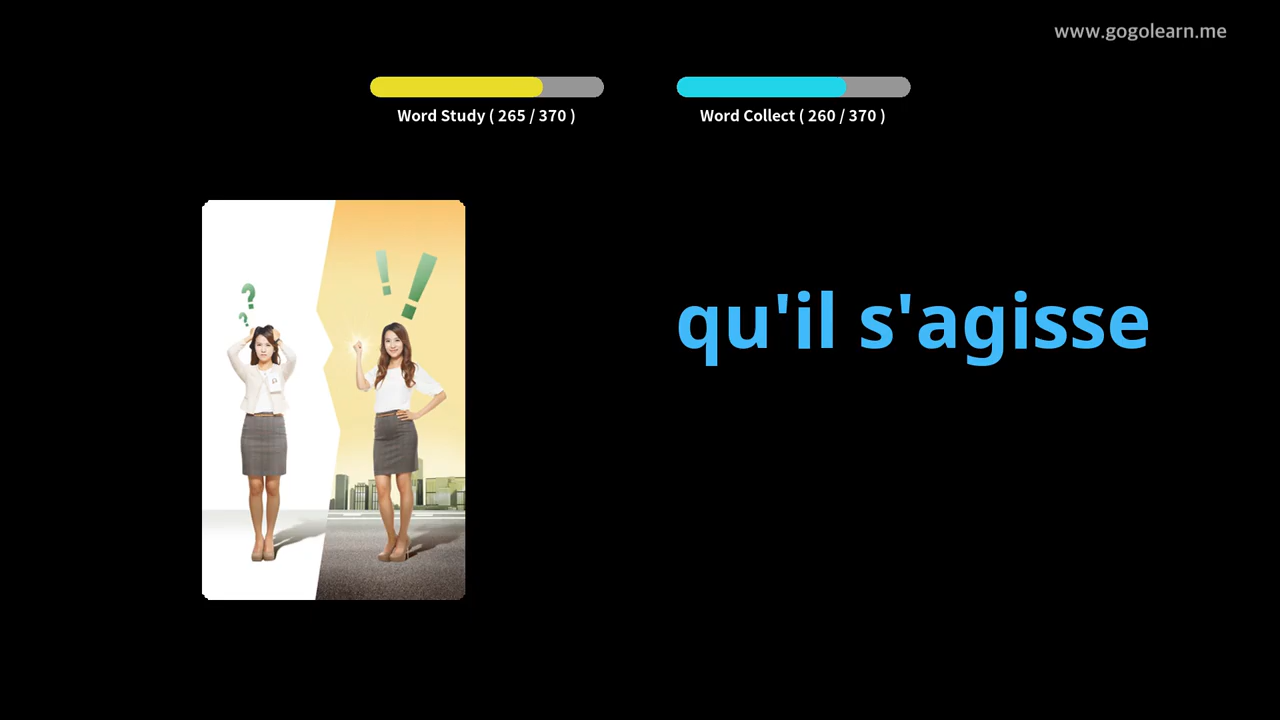 www.gogolearn.me
Word Study ( 265 / 370 )
Word Collect ( 260 / 370 )
? ?
! !
qu'il s'agisse